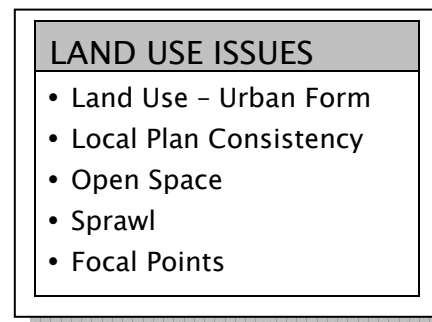 LAND USE ISSUES
• Land Use – Urban Form
• Local Plan Consistency
• Open Space
• Sprawl
• Focal Points